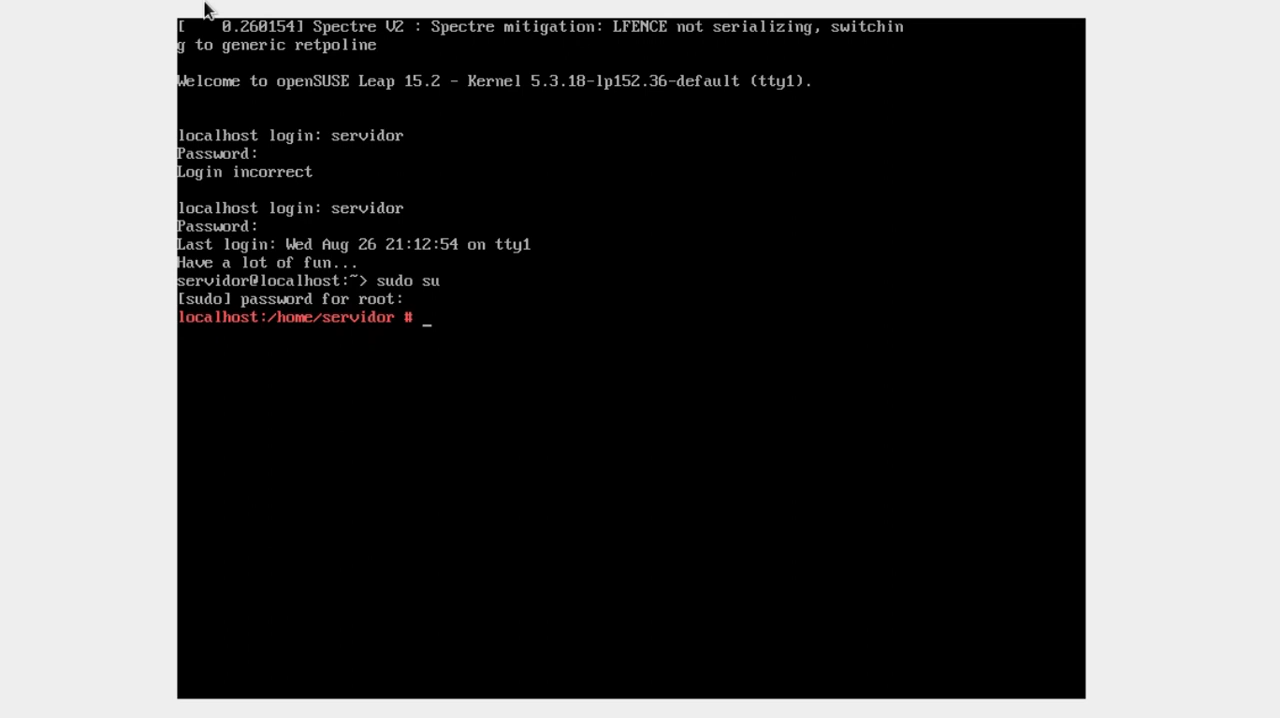 [    0.260154] Spectre V2 : Spectre mitigation: LFENCE not serializing, switchin
g to generic retpoline
Welcome to openSUSE Leap 15.2 - Kernel 5.3.18-lp152.36-default (tty1).
localhost login: servidor
Password:
Login incorrect
localhost login: servidor
Password:
Last login: Wed Aug 26 21:12:54 on tty1
Have a lot of fun...
servidor@localhost:~> sudo su
[sudo] password for root:
localhost:/home/servidor # _